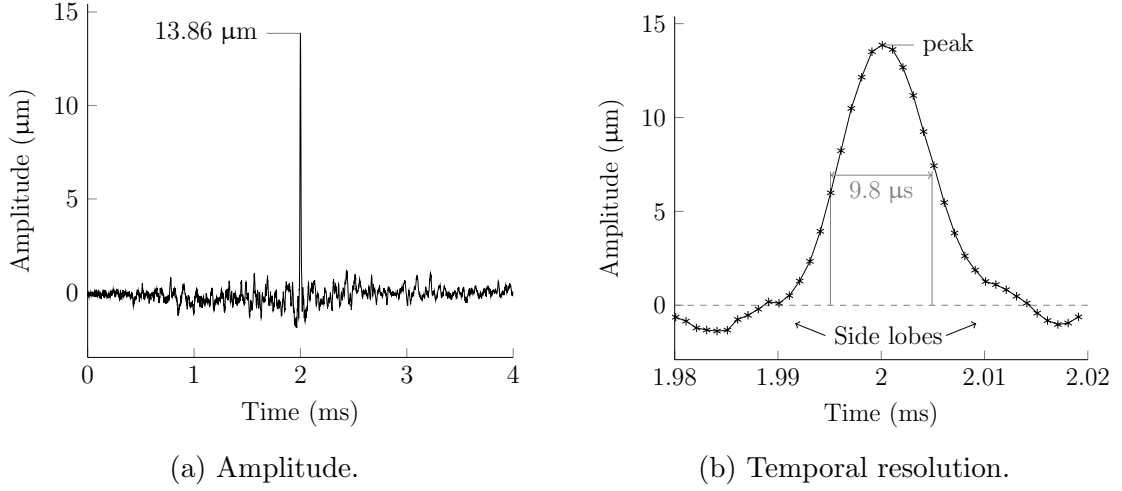 15
10
5
0
0
1
2
3
4
Amplitude (μm)
Time (ms)
13.86 μm
(a) Amplitude.
15
10
5
0
1.98
1.99
2
2.01
2.02
Amplitude (μm)
Time (ms)
peak
9.8 μs
Side lobes
(b) Temporal resolution.